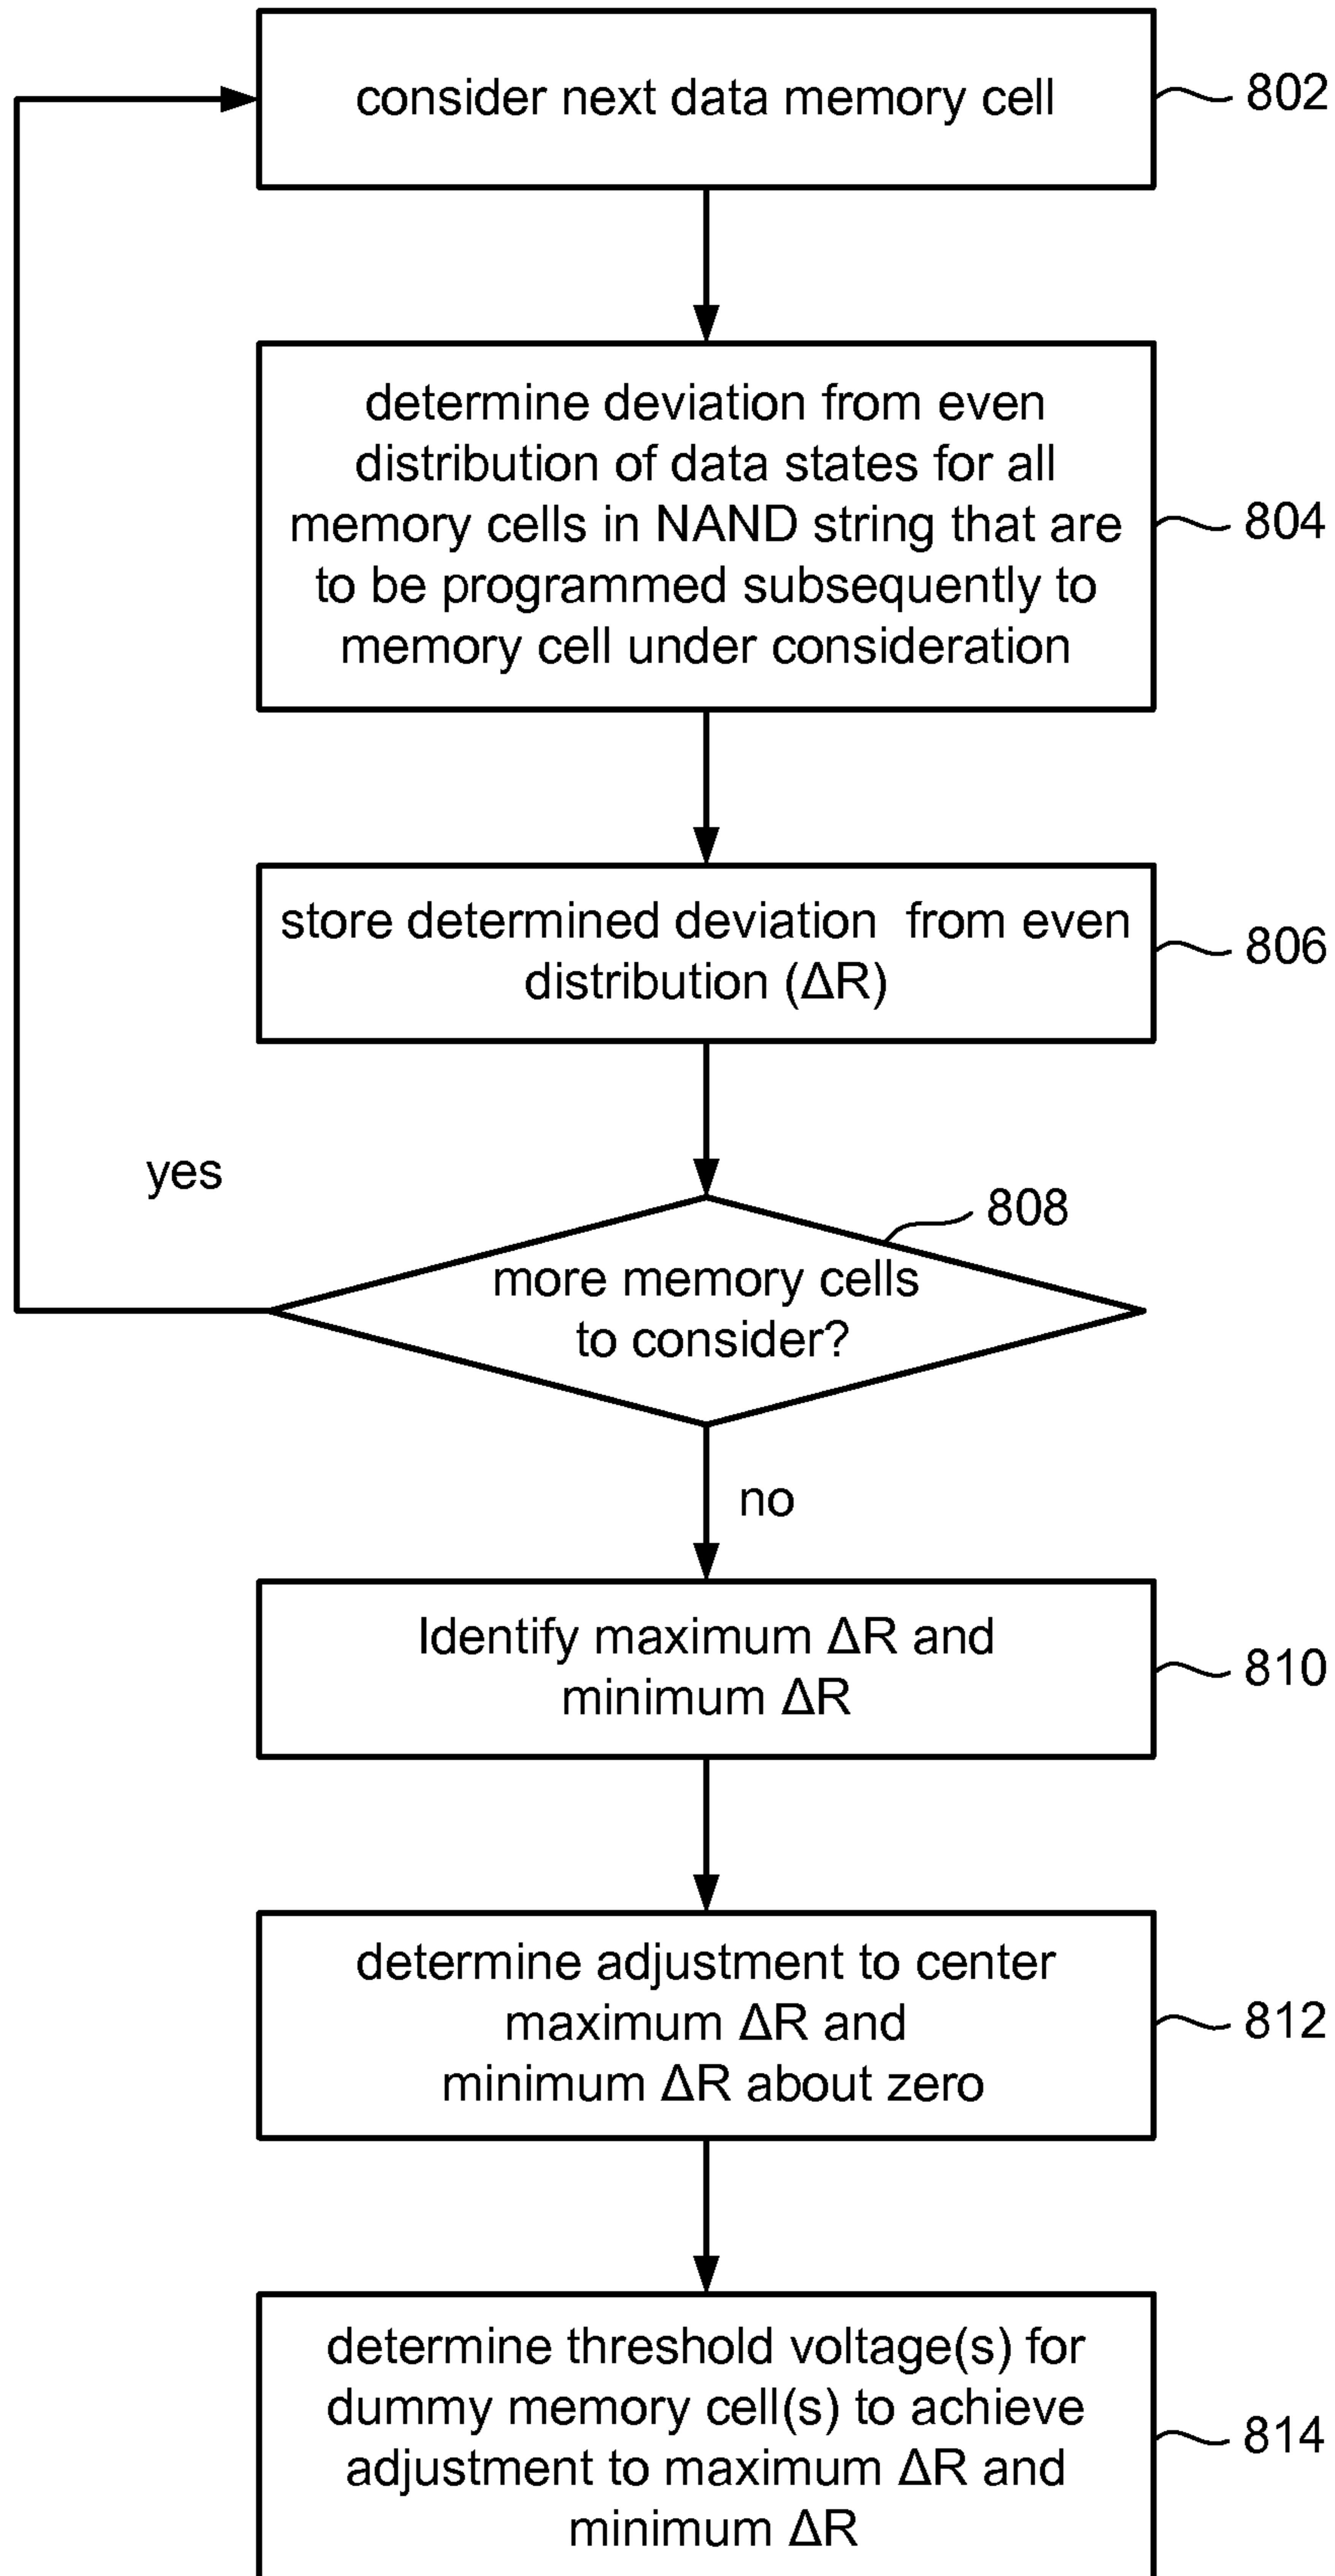 consider next data memory cell
802
determine deviation from even
distribution of data states for all
memory cells in NAND string that are
to be programmed subsequently to
memory cell under consideration
804
store determined deviation from even
distribution (ΔR)
806
yes
808
more memory cells
to consider?
no
Identify maximum ΔR and
minimum ΔR
810
determine adjustment to center
maximum ΔR and
minimum ΔR about zero
812
determine threshold voltage(s) for
dummy memory cell(s) to achieve
adjustment to maximum ΔR and
minimum ΔR
814